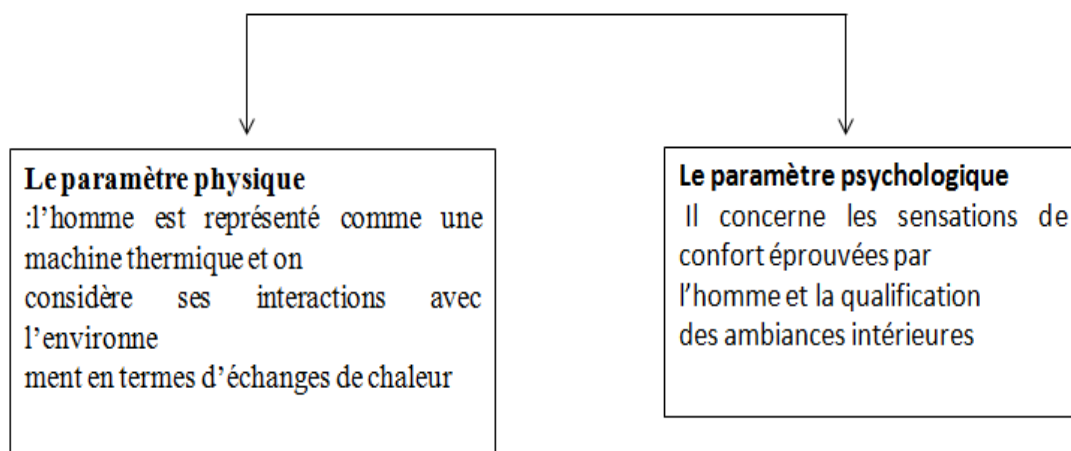 Le paramètre physique
:l’homme est représenté comme une
machine thermique et on
considère ses interactions avec
l’environne
ment en termes d’échanges de chaleur
Le paramètre psychologique
Il concerne les sensations de
confort éprouvées par
l’homme et la qualification
des ambiances intérieures